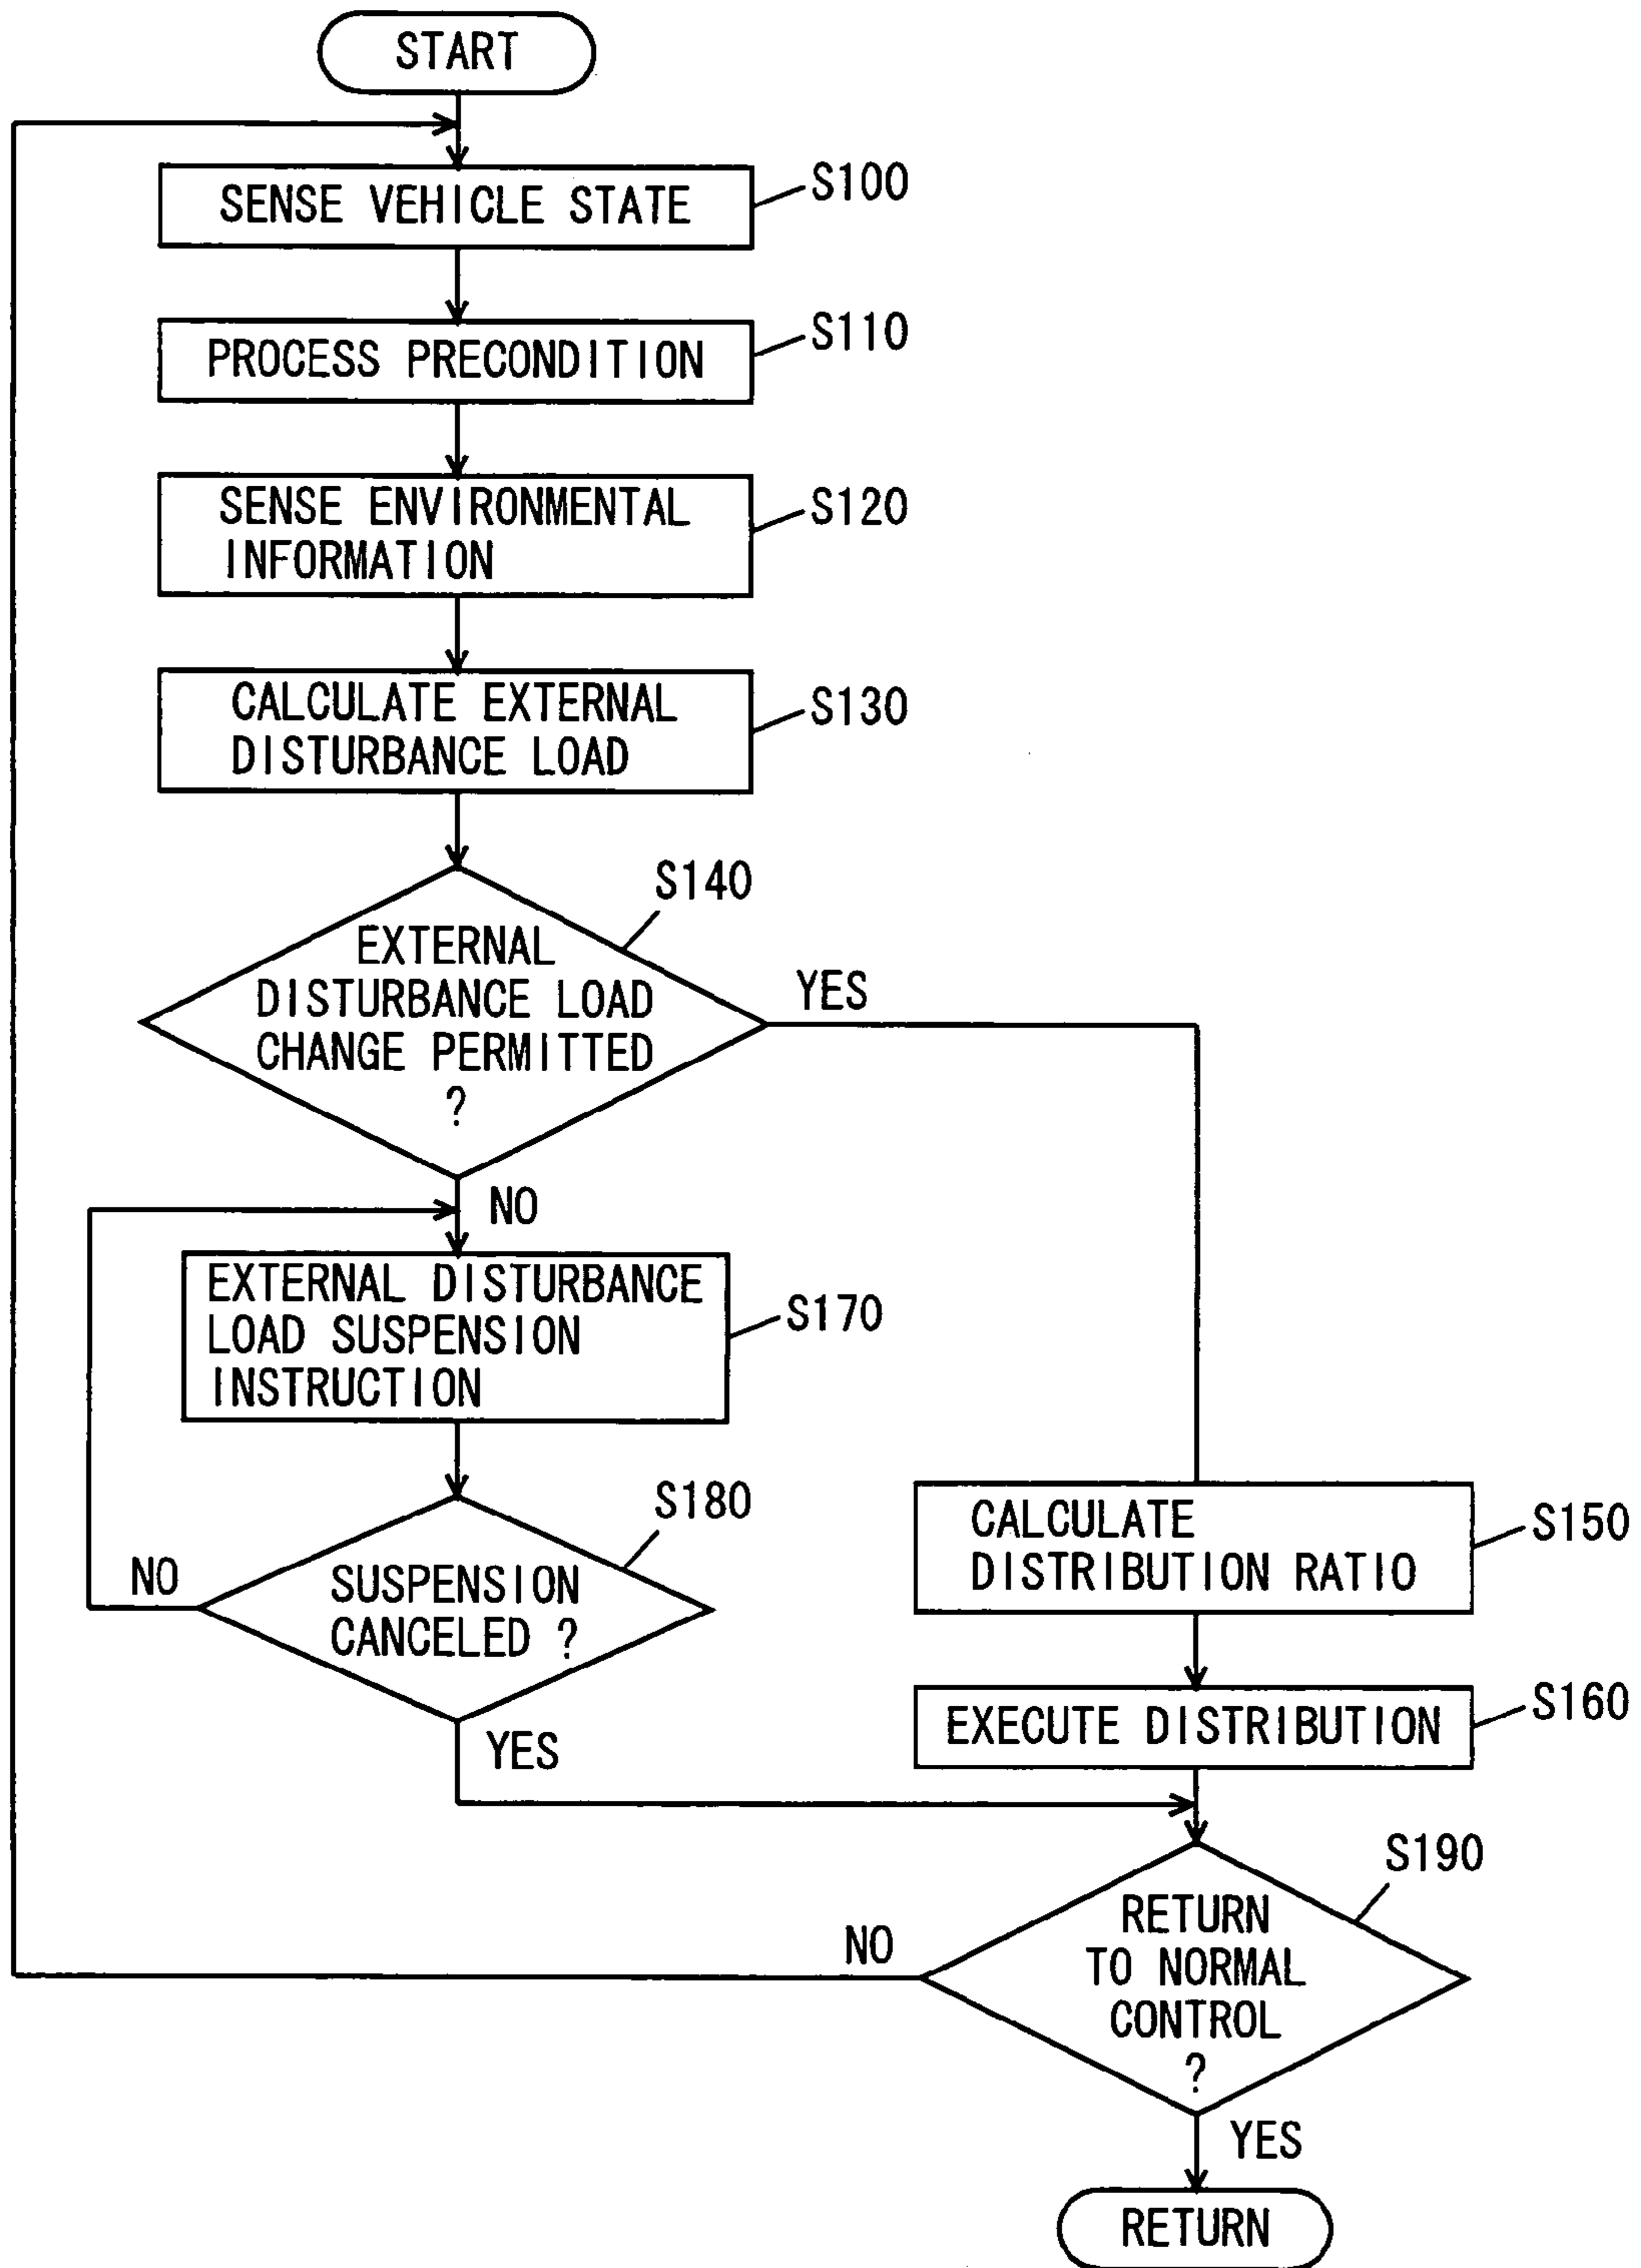 START
SENSE VEHICLE STATE
S100
PROCESS PRECONDITION
S110
SENSE ENVIRONMENTAL
INFORMATION
S120
CALCULATE EXTERNAL
DISTURBANCE LOAD
S130
S140
EXTERNAL
DISTURBANCE LOAD
CHANGE PERMITTED
?
YES
NO
EXTERNAL DISTURBANCE
LOAD SUSPENSION
INSTRUCTION
S170
S180
SUSPENSION
CANCELED ?
NO
YES
CALCULATE
DISTRIBUTION RATIO
S150
EXECUTE DISTRIBUTION
S160
S190
RETURN
TO NORMAL
CONTROL
?
NO
YES
RETURN